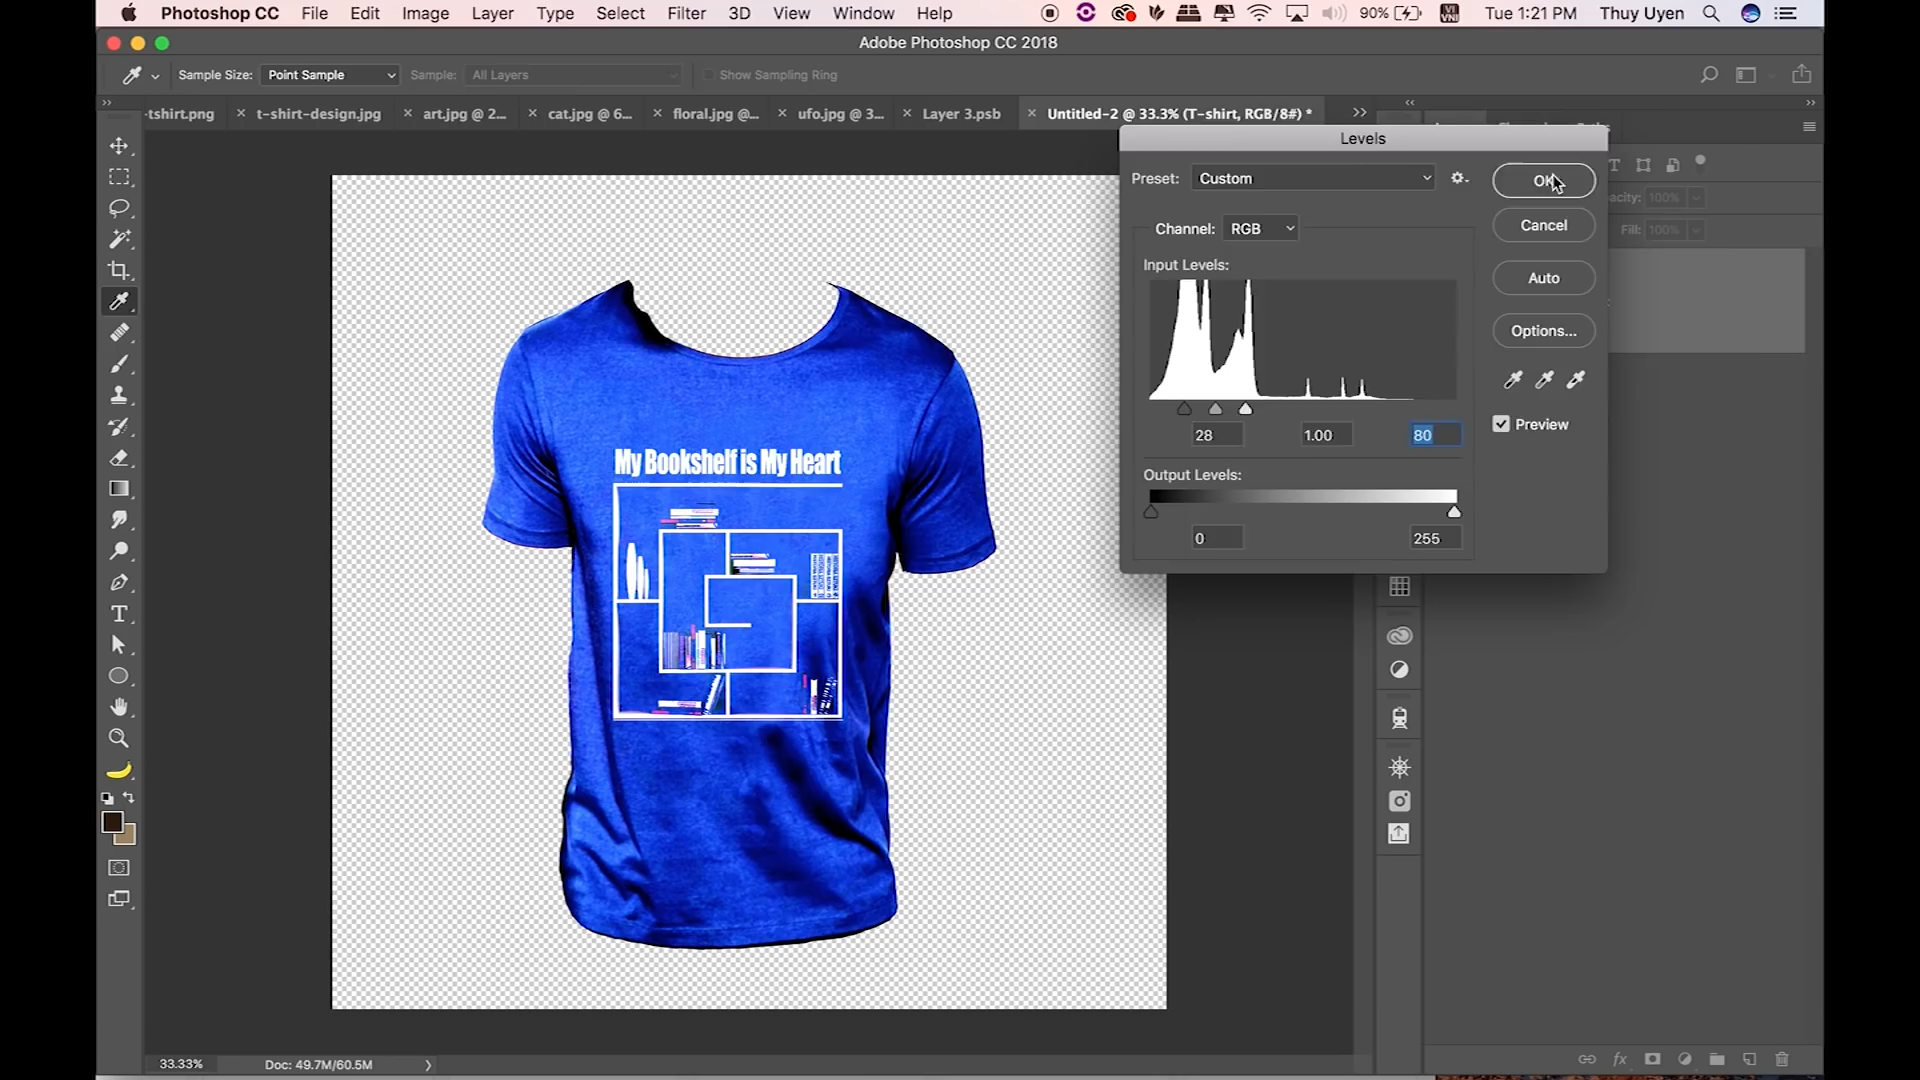 Photoshop CC File Edit Image Layer Type Select Filter 3D View Window Help 90% VI VNI Tue 1:21 PM Thuy Uyen
Adobe Photoshop CC 2018
Sample Size: Point Sample Sample: All Layers Show Sampling Ring
-tshirt.png × t-shirt-design.jpg × art.jpg @ 2... × cat.jpg @ 6... × floral.jpg @... × ufo.jpg @ 3... × Layer 3.psb × Untitled-2 @ 33.3% (T-shirt, RGB/8#) *
Levels
Preset: Custom
OK
Cancel
Channel: RGB
Input Levels:
Auto
Options...
Preview
28 1.00 80
Output Levels:
0 255
acity: 100%
Fill: 100%
My Bookshelf is My Heart
33.33% Doc: 49.7M/60.5M